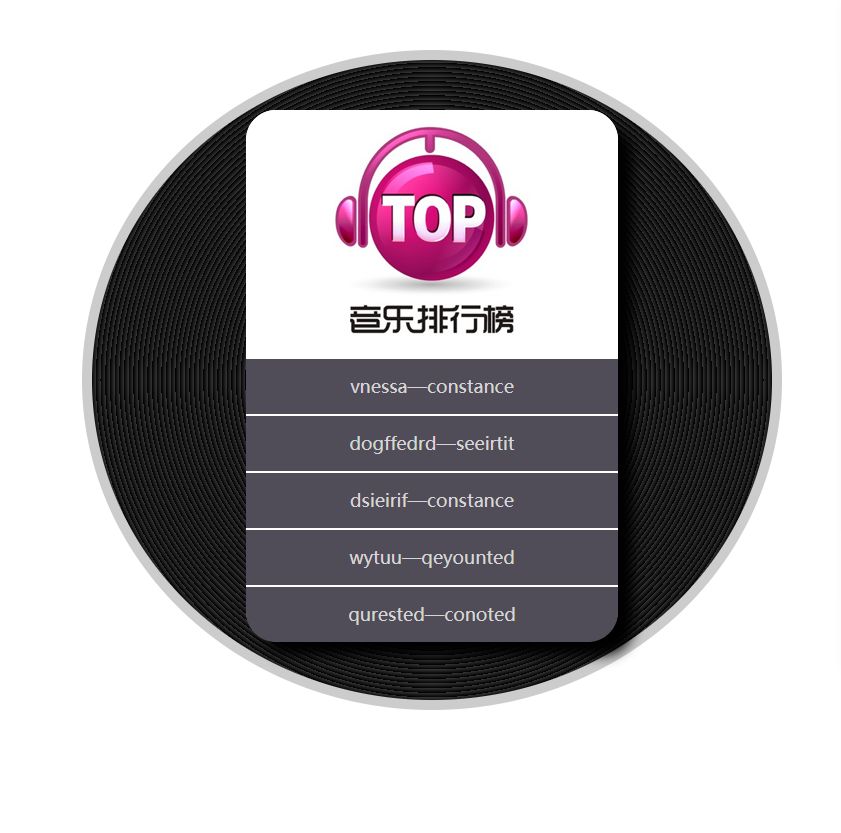 TOP
音乐排行榜
vnessa—constance
dogffedrd—seeirtit
dsieirif—constance
wytuu—qeyounted
qurested—conoted